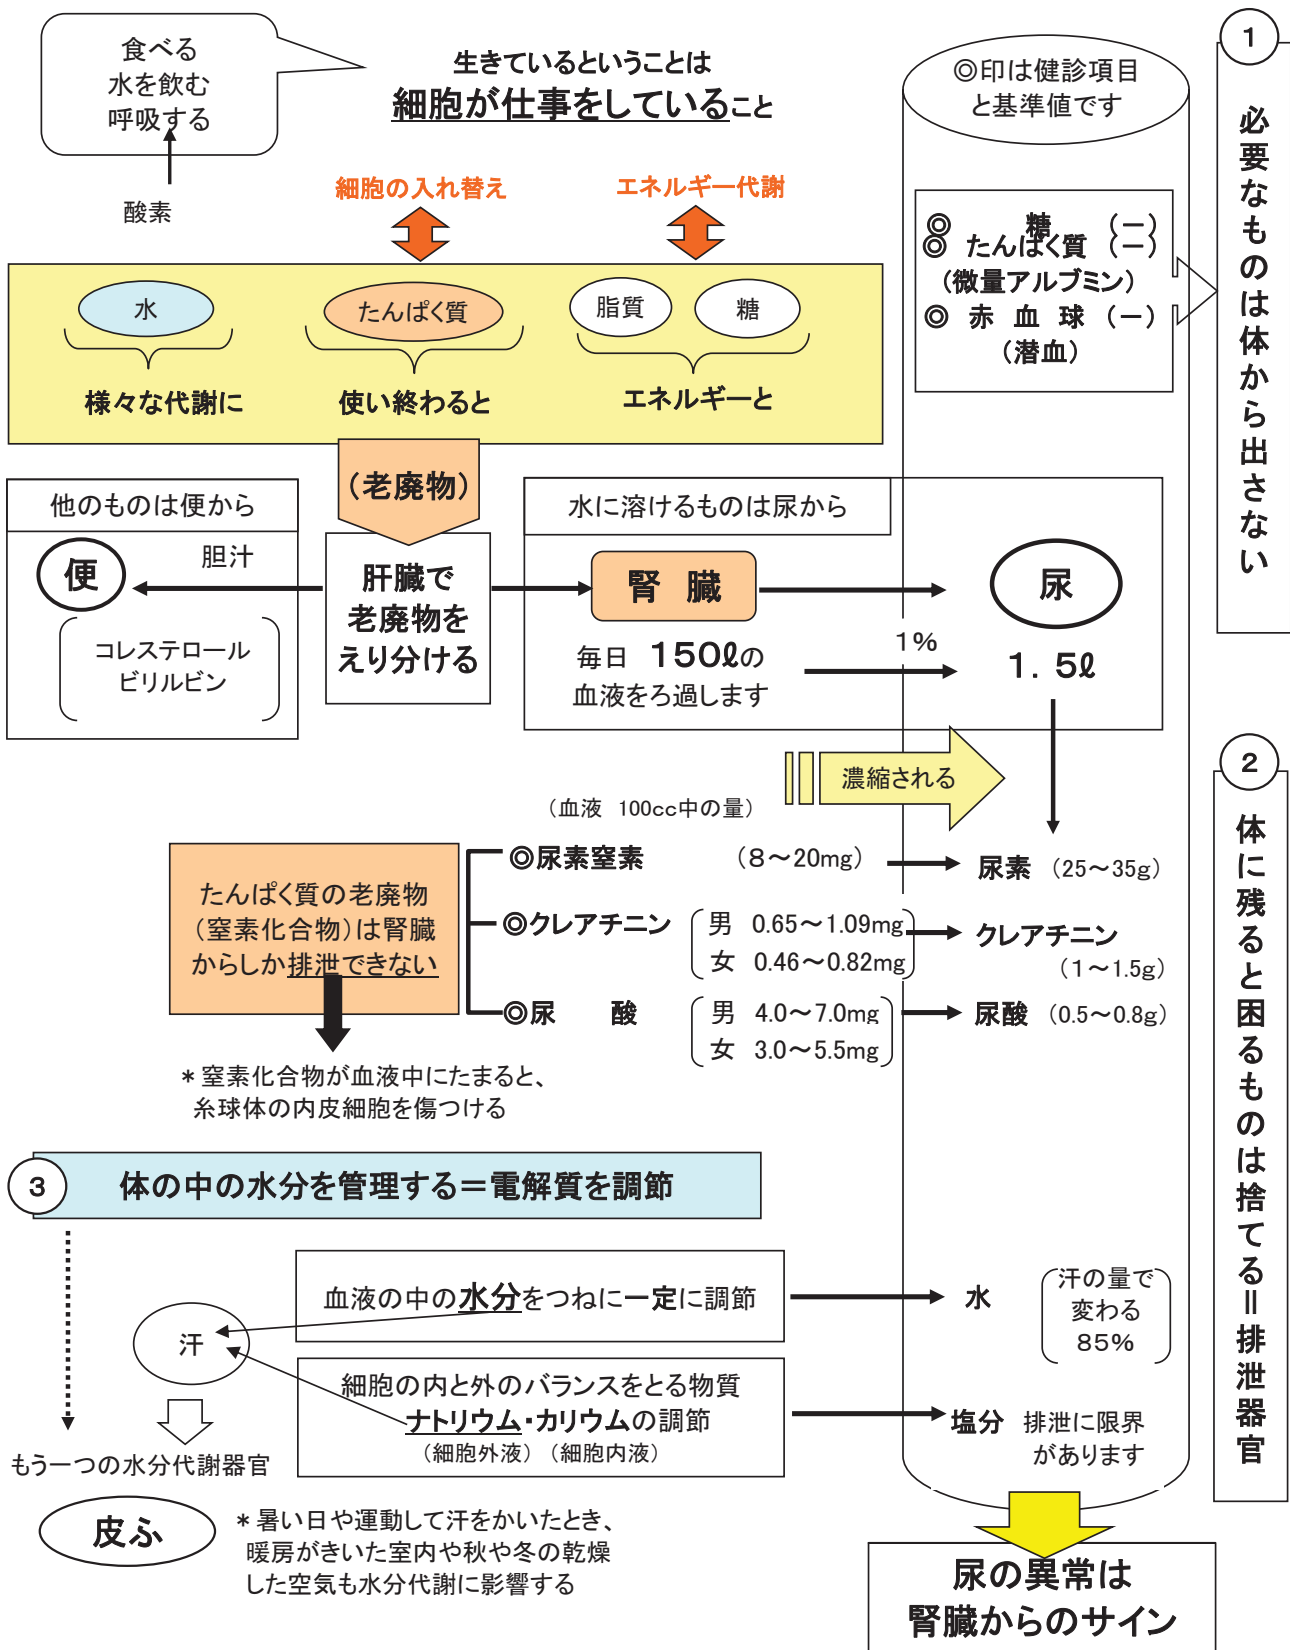 食べる
水を飲む
呼吸する
酸素
生きているということは
細胞が仕事をしていること
◎印は健診項目
と基準値です
①
必要なものは体から出さない
細胞の入れ替え
エネルギー代謝
◎ 糖 (－)
◎ たんぱく質 (－)
(微量アルブミン)
◎ 赤血球 (－)
(潜血)
水
たんぱく質
脂質
糖
様々な代謝に
使い終わると
エネルギーと
(老廃物)
他のものは便から
便
胆汁
コレステロール
ビリルビン
肝臓で
老廃物を
えり分ける
水に溶けるものは尿から
腎臓
毎日 150ℓの
血液をろ過します
1%
尿
1.5ℓ
濃縮される
(血液 100cc中の量)
②
体に残ると困るものは捨てる=排泄器官
たんぱく質の老廃物
(窒素化合物)は腎臓
からしか排泄できない
◎尿素窒素 (8～20mg)
尿素 (25～35g)
◎クレアチニン
男 0.65～1.09mg
女 0.46～0.82mg
クレアチニン
(1～1.5g)
◎尿酸
男 4.0～7.0mg
女 3.0～5.5mg
尿酸 (0.5～0.8g)
*窒素化合物が血液中にたまると、
糸球体の内皮細胞を傷つける
③
体の中の水分を管理する=電解質を調節
血液の中の水分をつねに一定に調節
水
汗の量で
変わる
85%
汗
細胞の内と外のバランスをとる物質
ナトリウム・カリウムの調節
(細胞外液) (細胞内液)
塩分 排泄に限界
があります
もう一つの水分代謝器官
皮ふ
*暑い日や運動して汗をかいたとき、
暖房がきいた室内や秋や冬の乾燥
した空気も水分代謝に影響する
尿の異常は
腎臓からのサイン